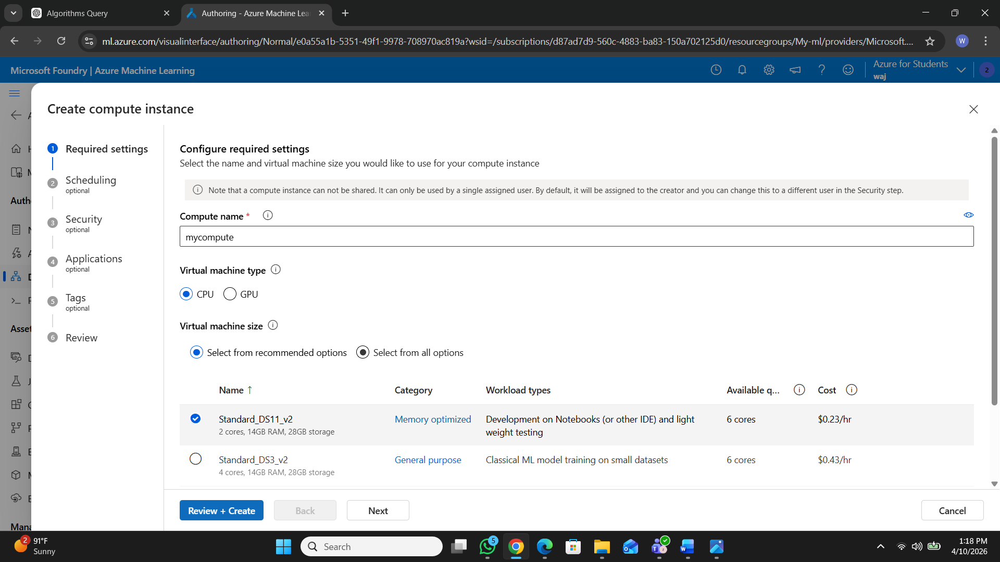 Algorithms Query
Authoring - Azure Machine Lea
ml.azure.com/visualinterface/authoring/Normal/e0a55a1b-5351-49f1-9978-708970ac819a?wsid=/subscriptions/d87ad7d9-560c-4883-ba83-150a702125d0/resourcegroups/My-ml/providers/Microsoft....
W
Microsoft Foundry | Azure Machine Learning
Azure for Students
waj
2
Create compute instance
1 Required settings
2 Scheduling
optional
3 Security
optional
4 Applications
optional
5 Tags
optional
6 Review
Auth
Asset
Mana
Configure required settings
Select the name and virtual machine size you would like to use for your compute instance
Note that a compute instance can not be shared. It can only be used by a single assigned user. By default, it will be assigned to the creator and you can change this to a different user in the Security step.
Compute name *
mycompute
Virtual machine type
CPU GPU
Virtual machine size
Select from recommended options Select from all options
Name ↑ Category Workload types Available q... Cost
Standard_DS11_v2 Memory optimized Development on Notebooks (or other IDE) and light 6 cores $0.23/hr
2 cores, 14GB RAM, 28GB storage weight testing
Standard_DS3_v2 General purpose Classical ML model training on small datasets 6 cores $0.43/hr
4 cores, 14GB RAM, 28GB storage
Review + Create Back Next Cancel
2 91°F
Sunny
Search
5
1:18 PM
4/10/2026